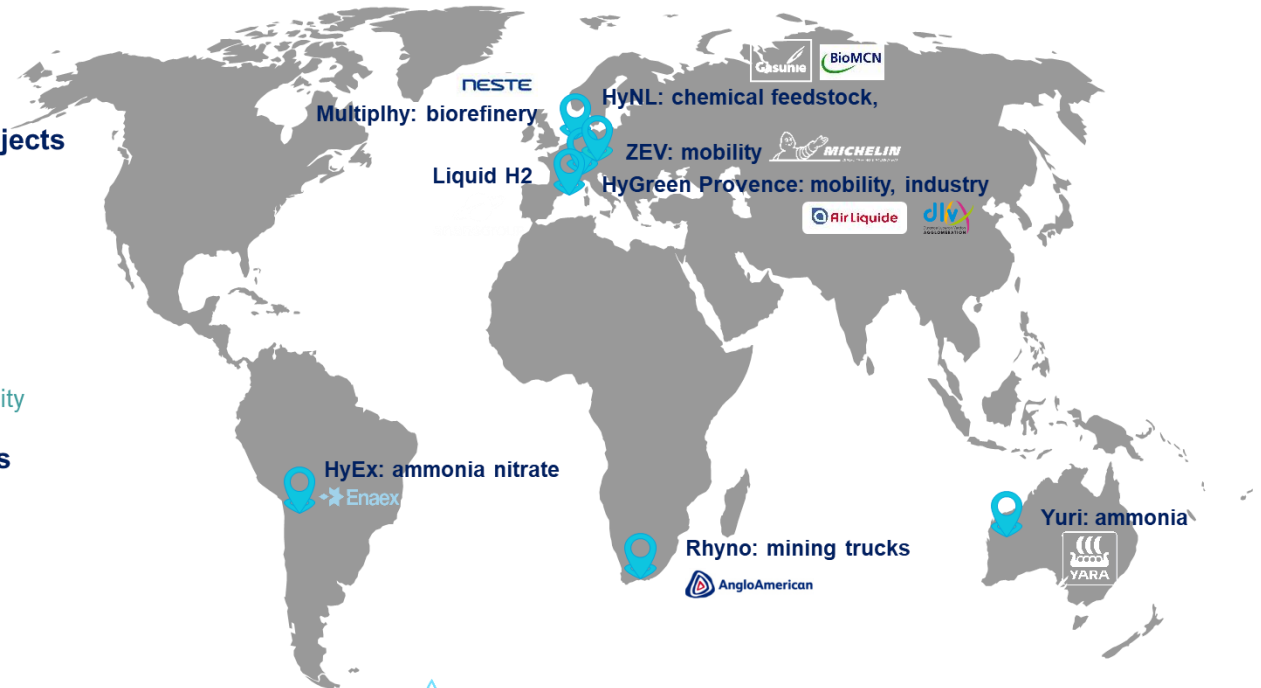 jects
ity
s
NESTE
Multiplhy: biorefinery
Liquid H2
Gasunie
BioMCN
HyNL: chemical feedstock,
ZEV: mobility
MICHELIN
HyGreen Provence: mobility, industry
Air Liquide
dlva
AGGLOMÉRATION
HyEx: ammonia nitrate
Enaex
Rhyno: mining trucks
AngloAmerican
Yuri: ammonia
YARA